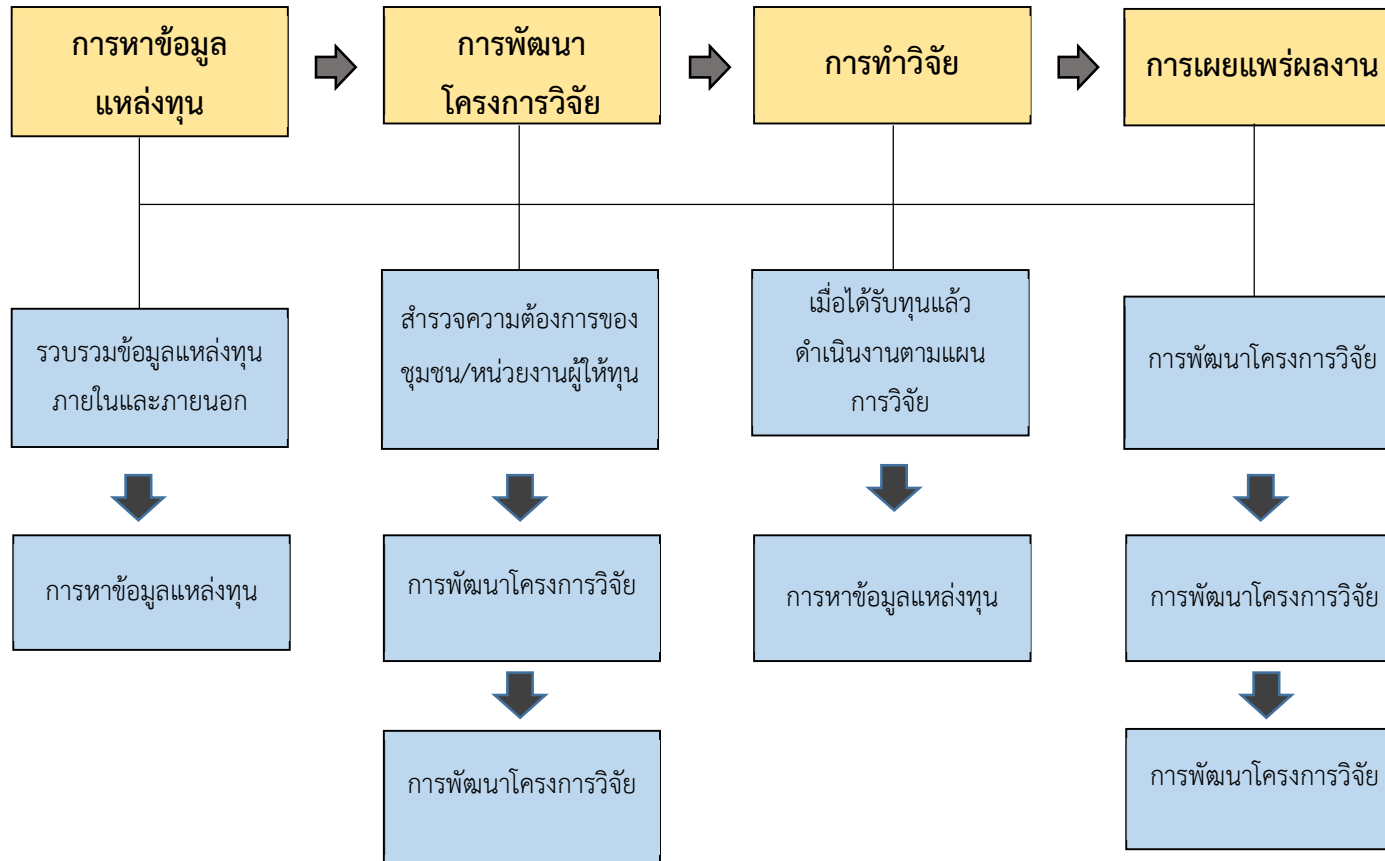 การหาข้อมูล
แหล่งทุน
การพัฒนา
โครงการวิจัย
การทำวิจัย
การเผยแพร่ผลงาน
รวบรวมข้อมูลแหล่งทุน
ภายในและภายนอก
สำรวจความต้องการของ
ชุมชน/หน่วยงานผู้ให้ทุน
เมื่อได้รับทุนแล้ว
ดำเนินงานตามแผน
การวิจัย
การพัฒนาโครงการวิจัย
การหาข้อมูลแหล่งทุน
การพัฒนาโครงการวิจัย
การหาข้อมูลแหล่งทุน
การพัฒนาโครงการวิจัย
การพัฒนาโครงการวิจัย
การพัฒนาโครงการวิจัย